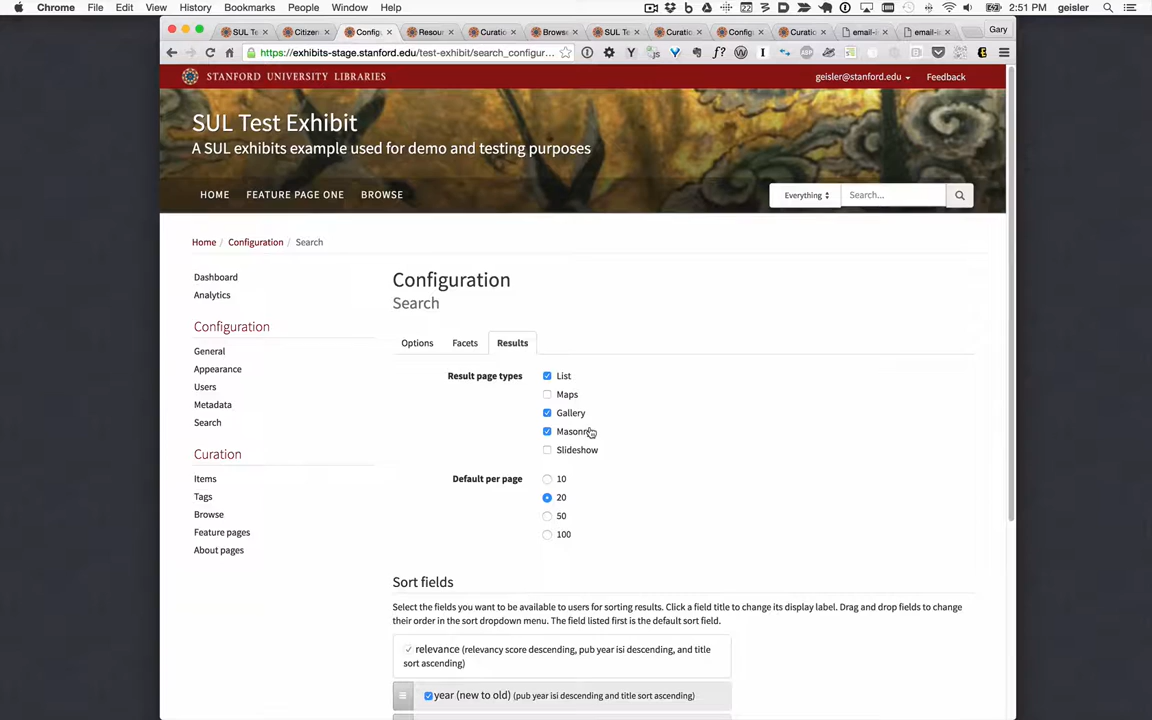 Chrome File Edit View History Bookmarks People Window Help
2:51 PM geisler
SUL Te
Citizen
Config
Resour
Curatio
Browse
SUL Te
Curatio
Config
Curatio
email-i
email-i
Gary
https://exhibits-stage.stanford.edu/test-exhibit/search_configur...
STANFORD UNIVERSITY LIBRARIES
geisler@stanford.edu
Feedback
SUL Test Exhibit
A SUL exhibits example used for demo and testing purposes
HOME FEATURE PAGE ONE BROWSE
Everything
Search...
Home / Configuration / Search
Dashboard
Analytics
Configuration
General
Appearance
Users
Metadata
Search
Curation
Items
Tags
Browse
Feature pages
About pages
Configuration
Search
Options Facets Results
Result page types
List
Maps
Gallery
Slideshow
Default per page
10
20
50
100
Sort fields
Select the fields you want to be available to users for sorting results. Click a field title to change its display label. Drag and drop fields to change
their order in the sort dropdown menu. The field listed first is the default sort field.
relevance (relevancy score descending, pub year isi descending, and title
sort ascending)
year (new to old) (pub year isi descending and title sort ascending)